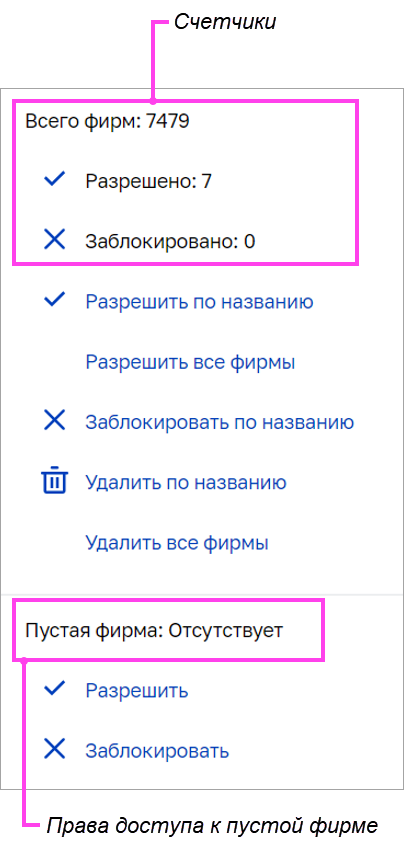 Счетчики
Всего фирм: 7479
Разрешено: 7
Заблокировано: 0
Разрешить по названию
Разрешить все фирмы
Заблокировать по названию
Удалить по названию
Удалить все фирмы
Пустая фирма: Отсутствует
Разрешить
Заблокировать
Права доступа к пустой фирме